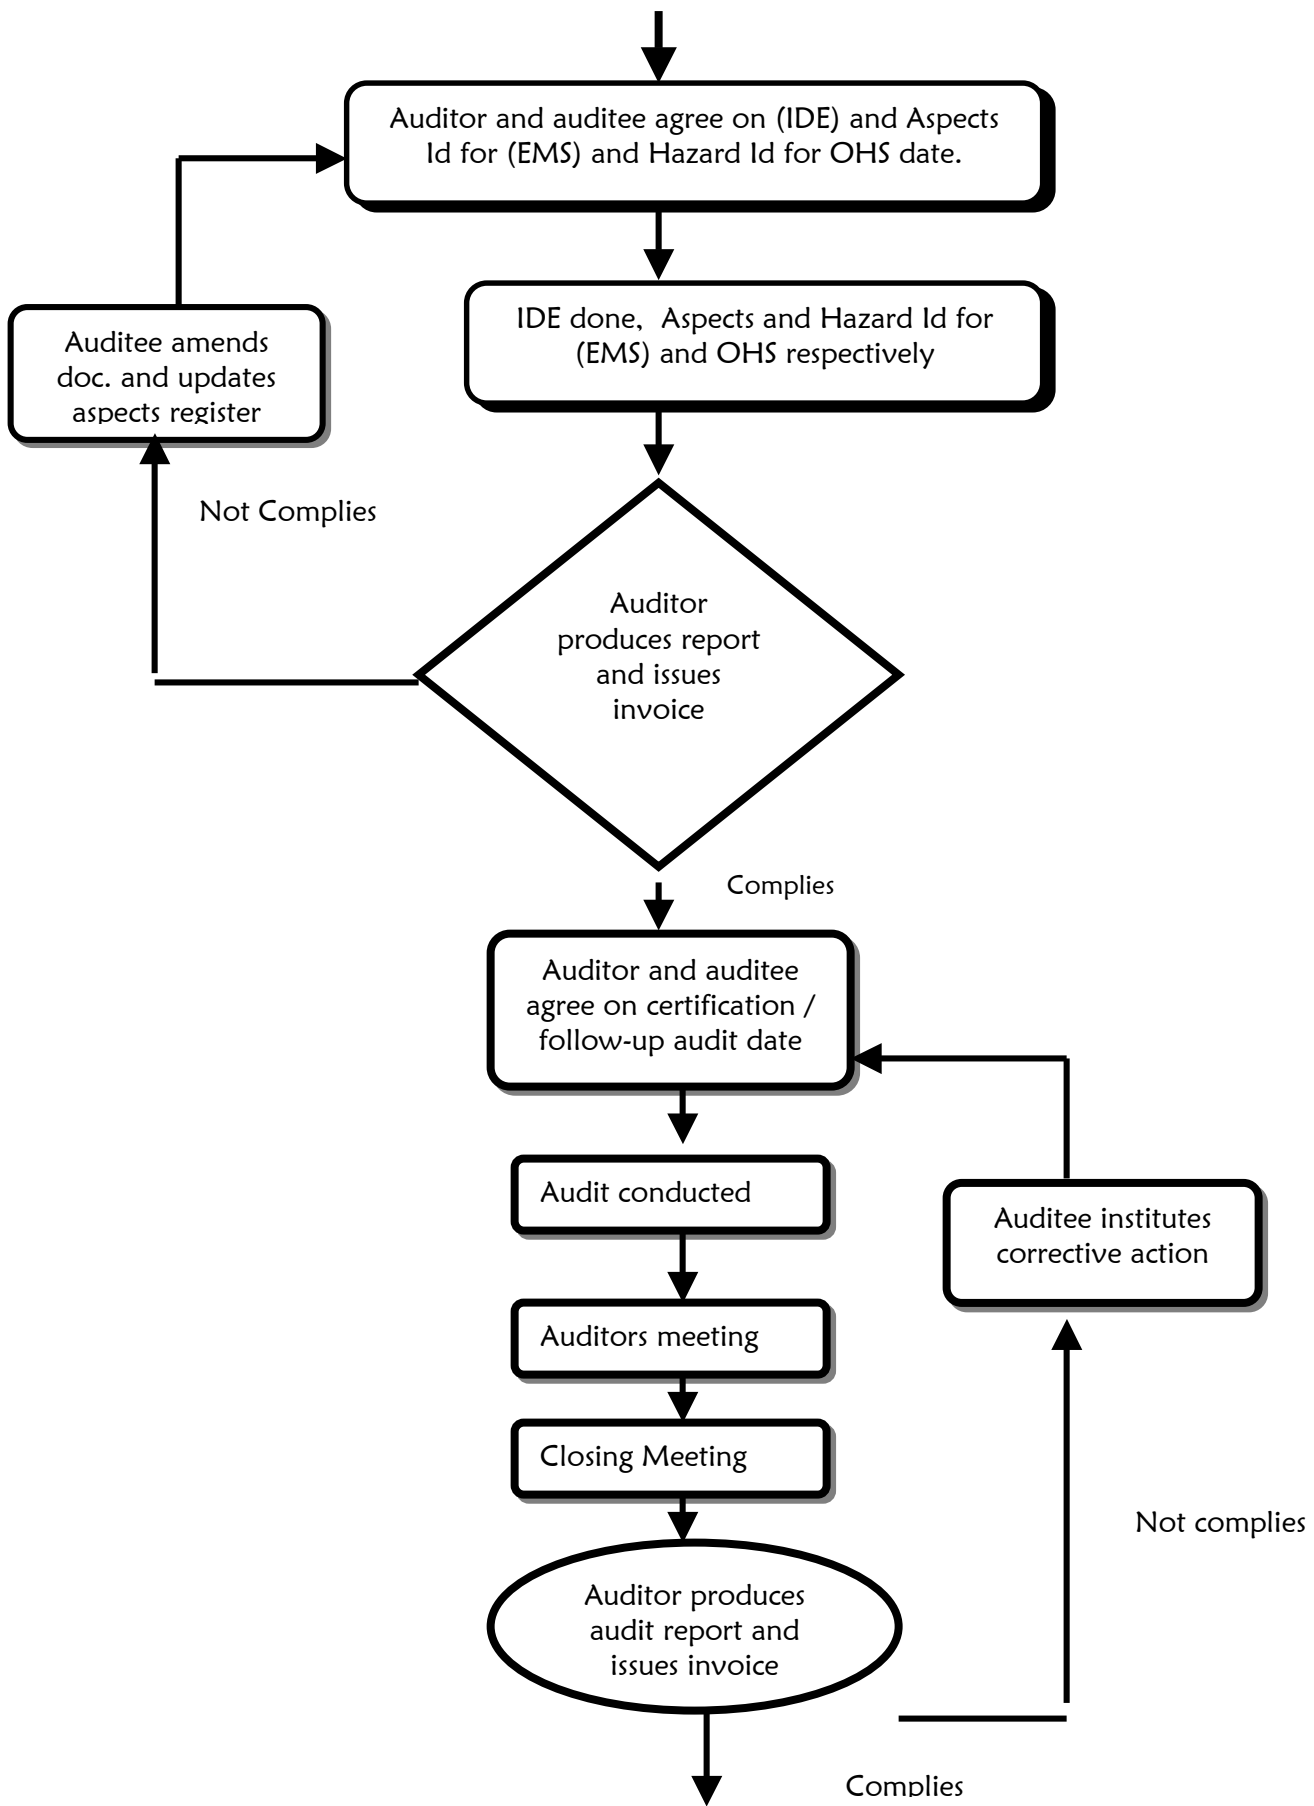 Auditor and auditee agree on (IDE) and Aspects
Id for (EMS) and Hazard Id for OHS date.
IDE done, Aspects and Hazard Id for
(EMS) and OHS respectively
Auditee amends
doc. and updates
aspects register
Not Complies
Auditor
produces report
and issues
invoice
Complies
Auditor and auditee
agree on certification /
follow-up audit date
Audit conducted
Auditee institutes
corrective action
Auditors meeting
Closing Meeting
Not complies
Auditor produces
audit report and
issues invoice
Complies